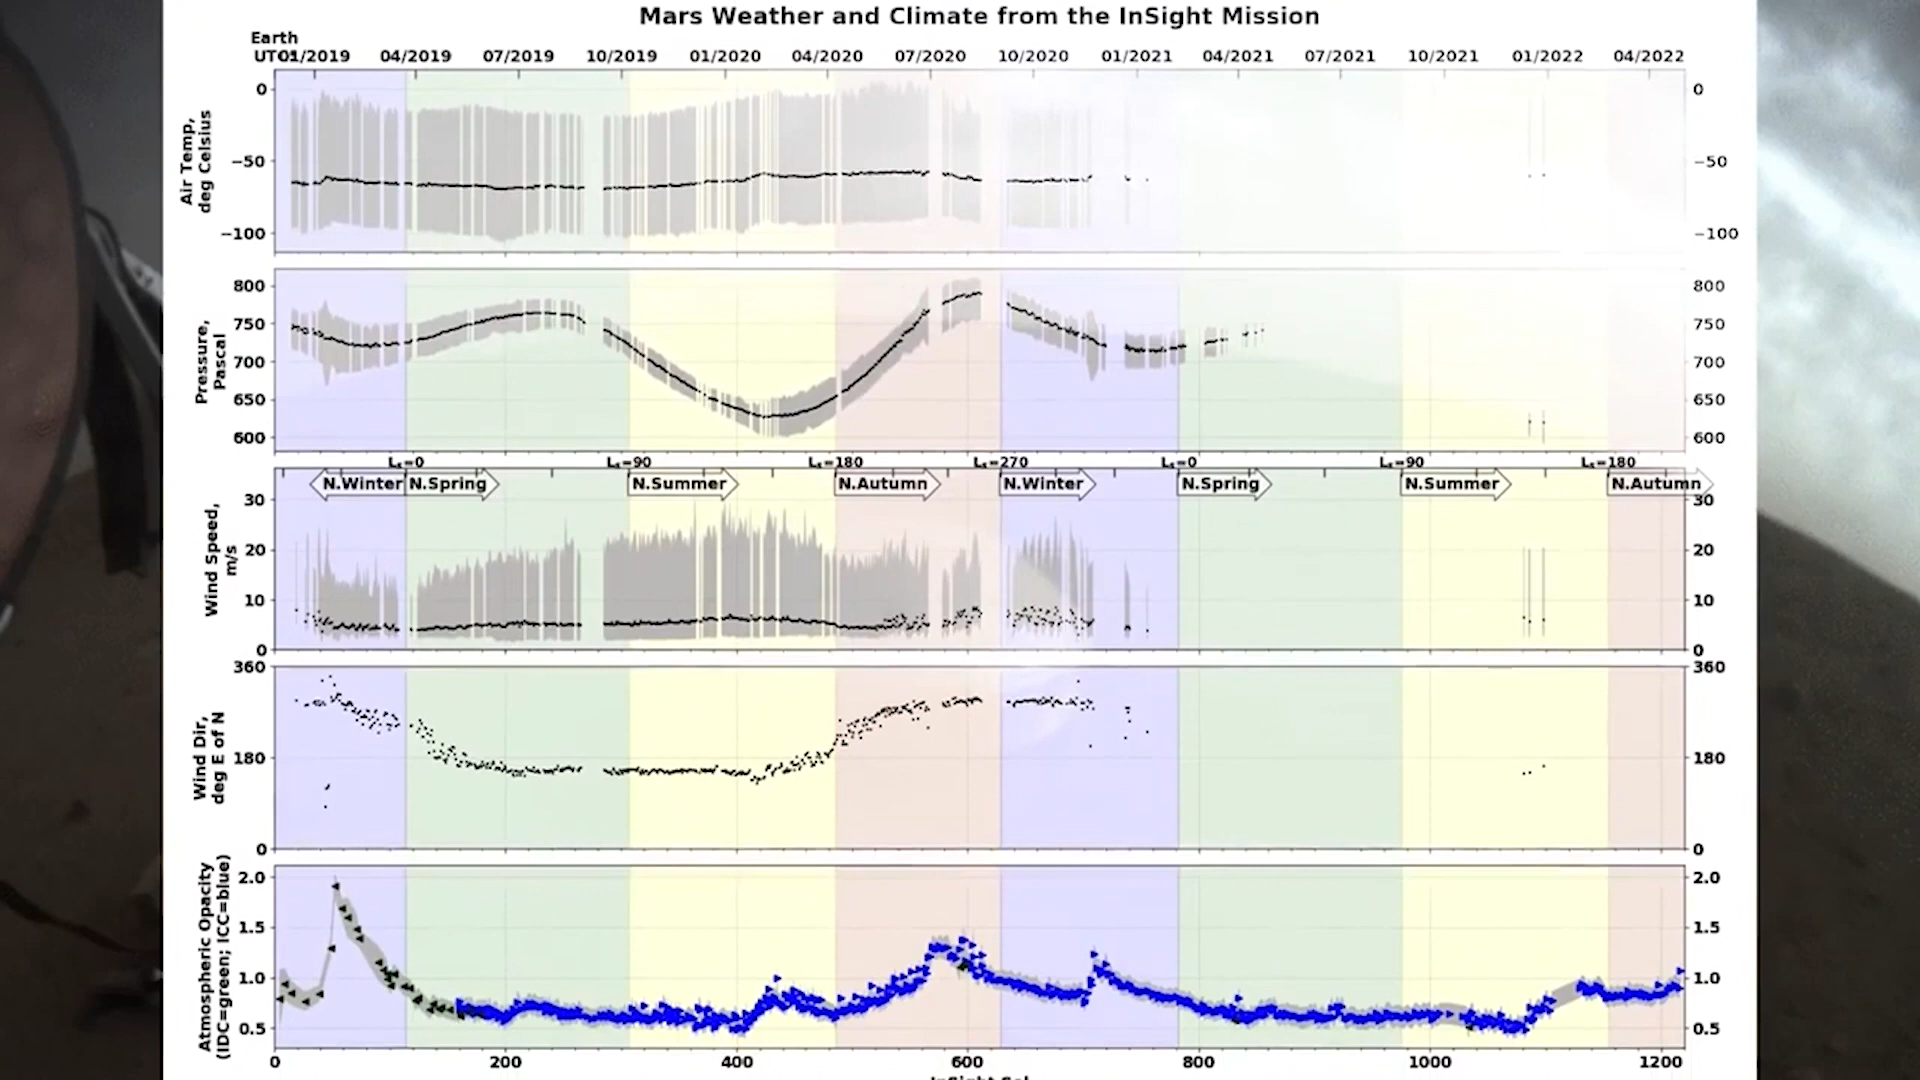 Mars Weather and Climate from the InSight Mission
Earth
UTC 01/2019 04/2019 07/2019 10/2019 01/2020 04/2020 07/2020 10/2020 01/2021 04/2021 07/2021 10/2021 01/2022 04/2022
Air Temp,
deg Celsius
0 0
−50 −50
−100 −100
Pressure,
Pascal
800 800
750 750
700 700
650 650
600 600
Ls=0 Ls=90 Ls=180 Ls=270 Ls=0 Ls=90 Ls=180
N.Winter N.Spring N.Summer N.Autumn N.Winter N.Spring N.Summer N.Autumn
Wind Speed,
m/s
30 30
20 20
10 10
0 0
Wind Dir,
deg E of N
360 360
180 180
0 0
Atmospheric Opacity
(IDC=green; ICC=blue)
2.0 2.0
1.5 1.5
1.0 1.0
0.5 0.5
0 200 400 600 800 1000 1200
InSight Sol